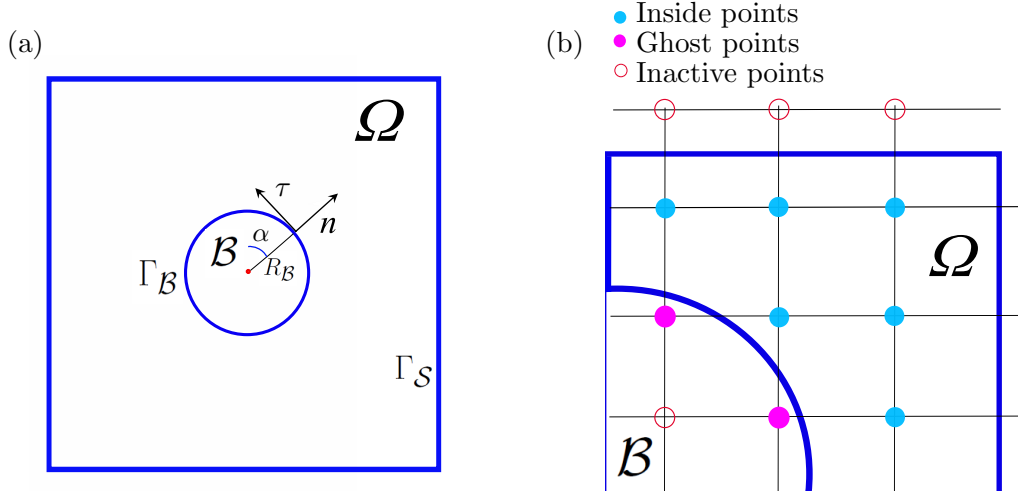 (a)
Ω
τ
n
α
ℬ
R_ℬ
Γ_ℬ
Γ_𝒮
(b)
Inside points
Ghost points
Inactive points
Ω
ℬ